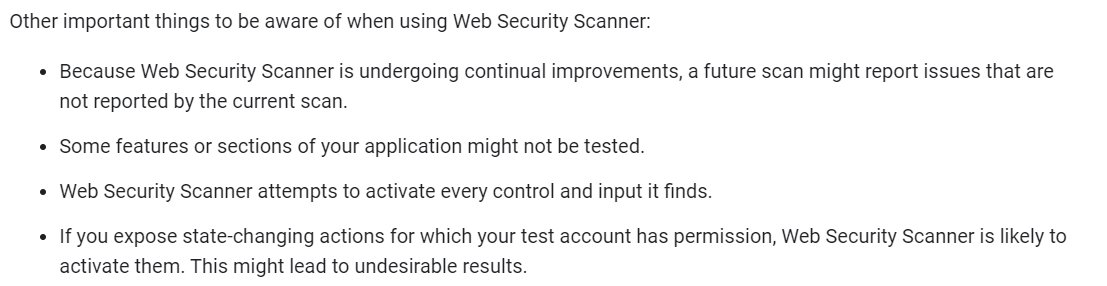 Other important things to be aware of when using Web Security Scanner:
• Because Web Security Scanner is undergoing continual improvements, a future scan might report issues that are
not reported by the current scan.
• Some features or sections of your application might not be tested.
• Web Security Scanner attempts to activate every control and input it finds.
• If you expose state-changing actions for which your test account has permission, Web Security Scanner is likely to
activate them. This might lead to undesirable results.